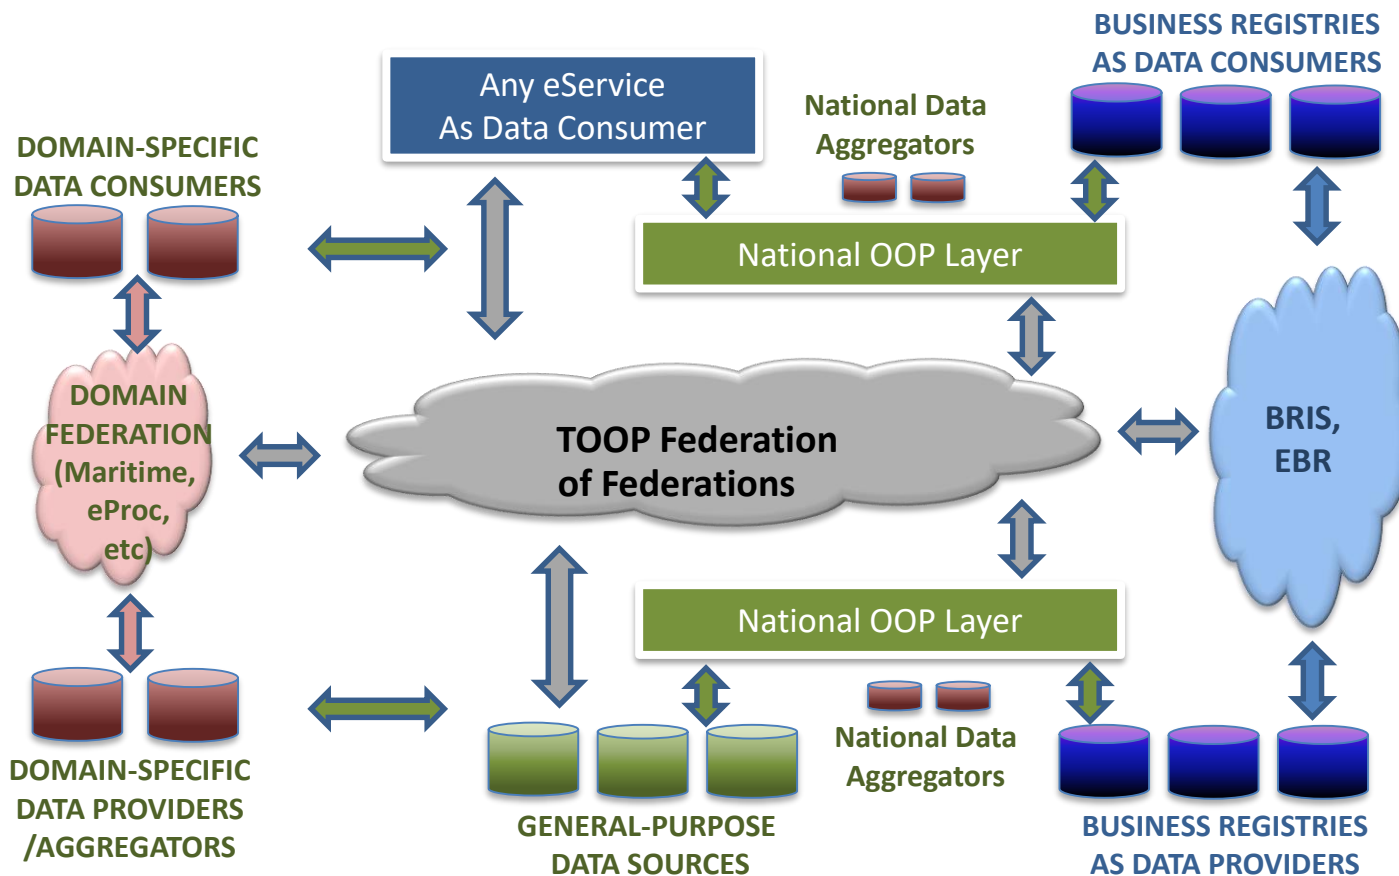 BUSINESS REGISTRIES
AS DATA CONSUMERS
Any eService
As Data Consumer
National Data
Aggregators
DOMAIN-SPECIFIC
DATA CONSUMERS
National OOP Layer
DOMAIN
FEDERATION
(Maritime,
eProc,
etc)
TOOP Federation
of Federations
BRIS,
EBR
National OOP Layer
National Data
Aggregators
DOMAIN-SPECIFIC
DATA PROVIDERS
/AGGREGATORS
GENERAL-PURPOSE
DATA SOURCES
BUSINESS REGISTRIES
AS DATA PROVIDERS